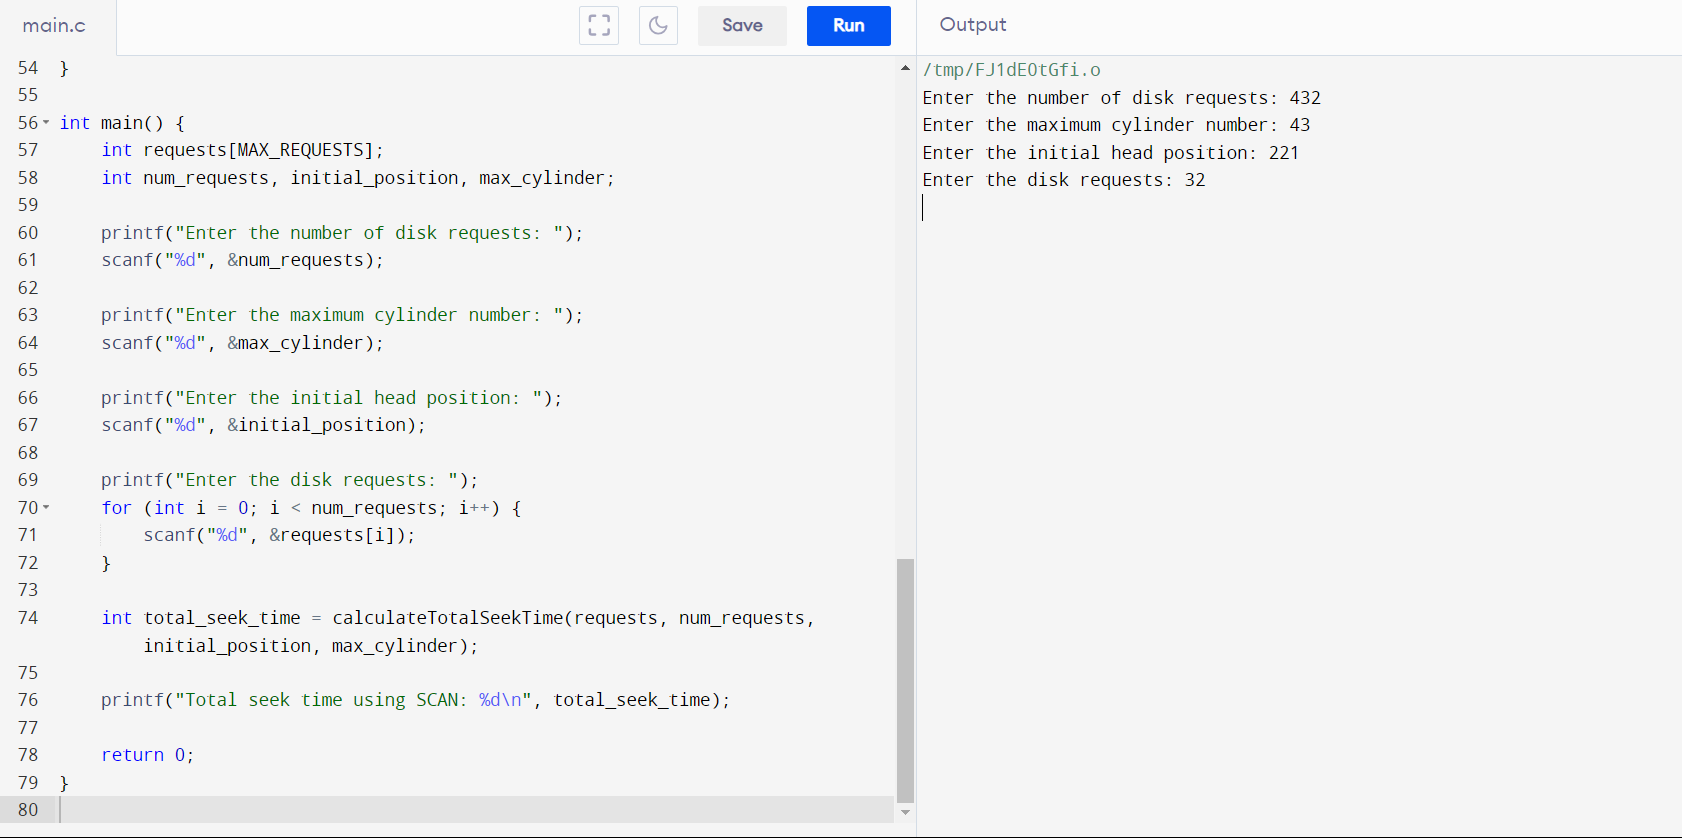 main.c
Save
Run
Output
54 }
55
56 int main() {
57     int requests[MAX_REQUESTS];
58     int num_requests, initial_position, max_cylinder;
59
60     printf("Enter the number of disk requests: ");
61     scanf("%d", &num_requests);
62
63     printf("Enter the maximum cylinder number: ");
64     scanf("%d", &max_cylinder);
65
66     printf("Enter the initial head position: ");
67     scanf("%d", &initial_position);
68
69     printf("Enter the disk requests: ");
70     for (int i = 0; i < num_requests; i++) {
71         scanf("%d", &requests[i]);
72     }
73
74     int total_seek_time = calculateTotalSeekTime(requests, num_requests,
        initial_position, max_cylinder);
75
76     printf("Total seek time using SCAN: %d\n", total_seek_time);
77
78     return 0;
79 }
80
/tmp/FJ1dE0tGfi.o
Enter the number of disk requests: 432
Enter the maximum cylinder number: 43
Enter the initial head position: 221
Enter the disk requests: 32